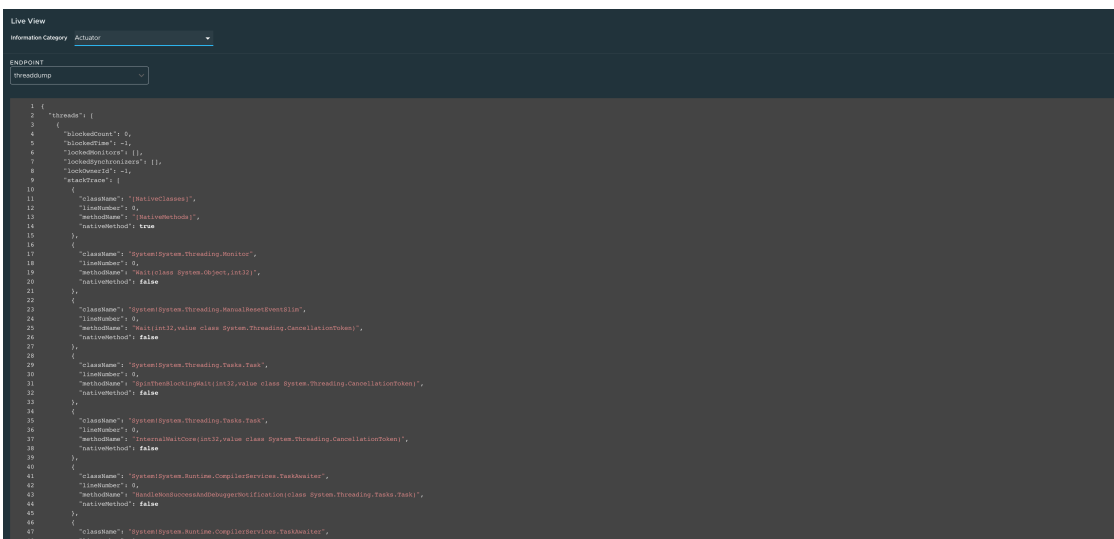 Live View
Information Category Actuator
ENDPOINT
threaddump
1 {
2 "threads": [
3 {
4 "blockedCount": 0,
5 "blockedTime": -1,
6 "lockedMonitors": [],
7 "lockedSynchronizers": [],
8 "lockOwnerId": -1,
9 "stackTrace": [
10 {
11 "className": "[NativeClasses]",
12 "lineNumber": 0,
13 "methodName": "[NativeMethods]",
14 "nativeMethod": true
15 },
16 {
17 "className": "System!System.Threading.Monitor",
18 "lineNumber": 0,
19 "methodName": "Wait(class System.Object,int32)",
20 "nativeMethod": false
21 },
22 {
23 "className": "System!System.Threading.ManualResetEventSlim",
24 "lineNumber": 0,
25 "methodName": "Wait(int32,value class System.Threading.CancellationToken)",
26 "nativeMethod": false
27 },
28 {
29 "className": "System!System.Threading.Tasks.Task",
30 "lineNumber": 0,
31 "methodName": "SpinThenBlockingWait(int32,value class System.Threading.CancellationToken)",
32 "nativeMethod": false
33 },
34 {
35 "className": "System!System.Threading.Tasks.Task",
36 "lineNumber": 0,
37 "methodName": "InternalWaitCore(int32,value class System.Threading.CancellationToken)",
38 "nativeMethod": false
39 },
40 {
41 "className": "System!System.Runtime.CompilerServices.TaskAwaiter",
42 "lineNumber": 0,
43 "methodName": "HandleNonSuccessAndDebuggerNotification(class System.Threading.Tasks.Task)",
44 "nativeMethod": false
45 },
46 {
47 "className": "System!System.Runtime.CompilerServices.TaskAwaiter",